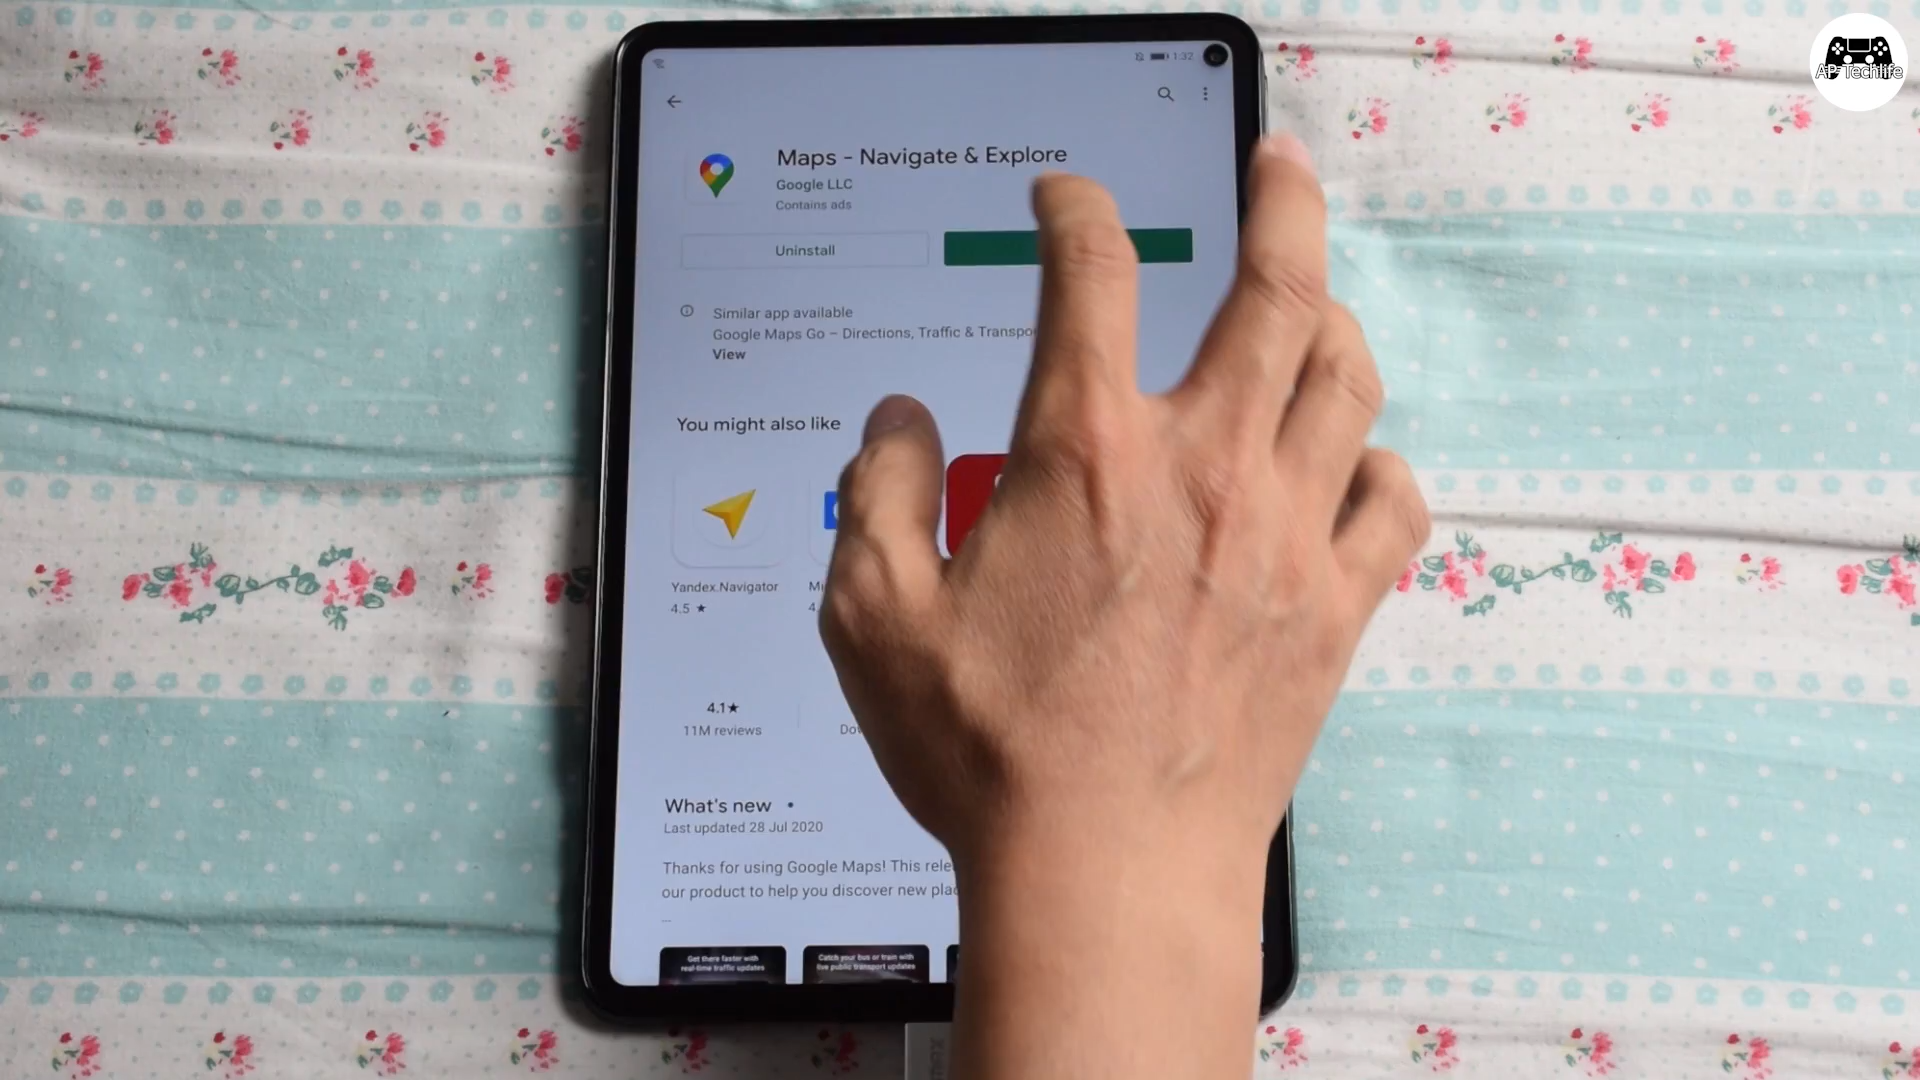 AP Techlife
1:32
Maps - Navigate & Explore
Google LLC
Contains ads
Uninstall
Similar app available
Google Maps Go – Directions, Traffic & Transpo
View
You might also like
Yandex.Navigator
4.5 ★
4.1★
11M reviews
What's new •
Last updated 28 Jul 2020
Thanks for using Google Maps! This rele
our product to help you discover new pla
...
Get there faster with
real-time traffic updates
Catch your bus or train with
live public transport updates